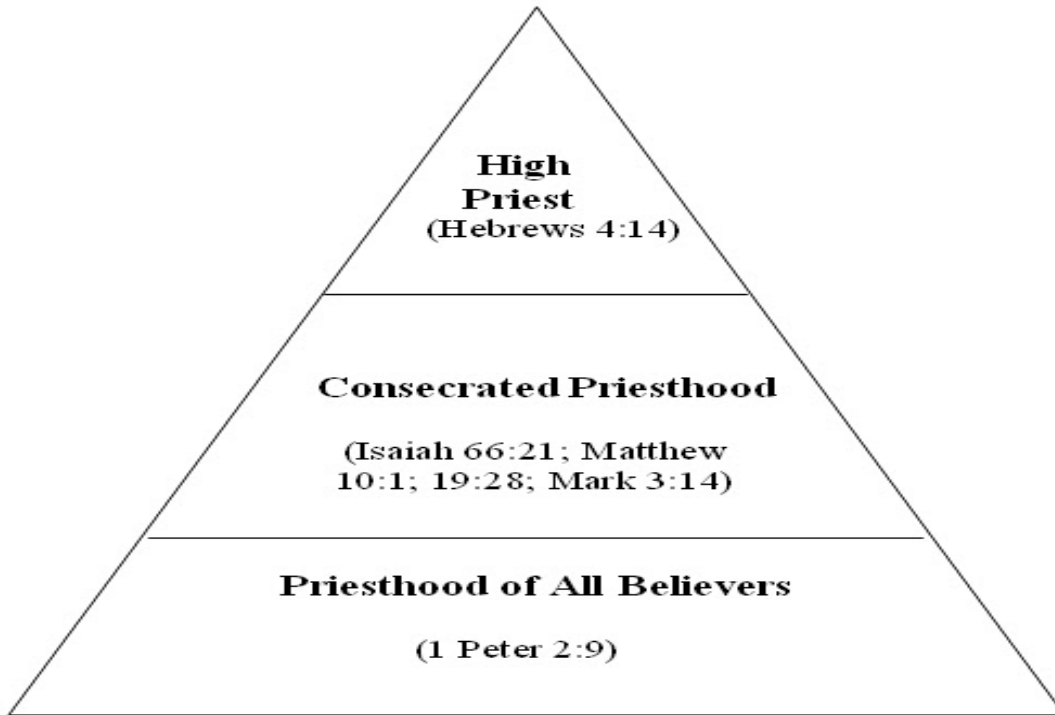 High
Priest
(Hebrews 4:14)
Consecrated Priesthood
(Isaiah 66:21; Matthew
10:1; 19:28; Mark 3:14)
Priesthood of All Believers
(1 Peter 2:9)